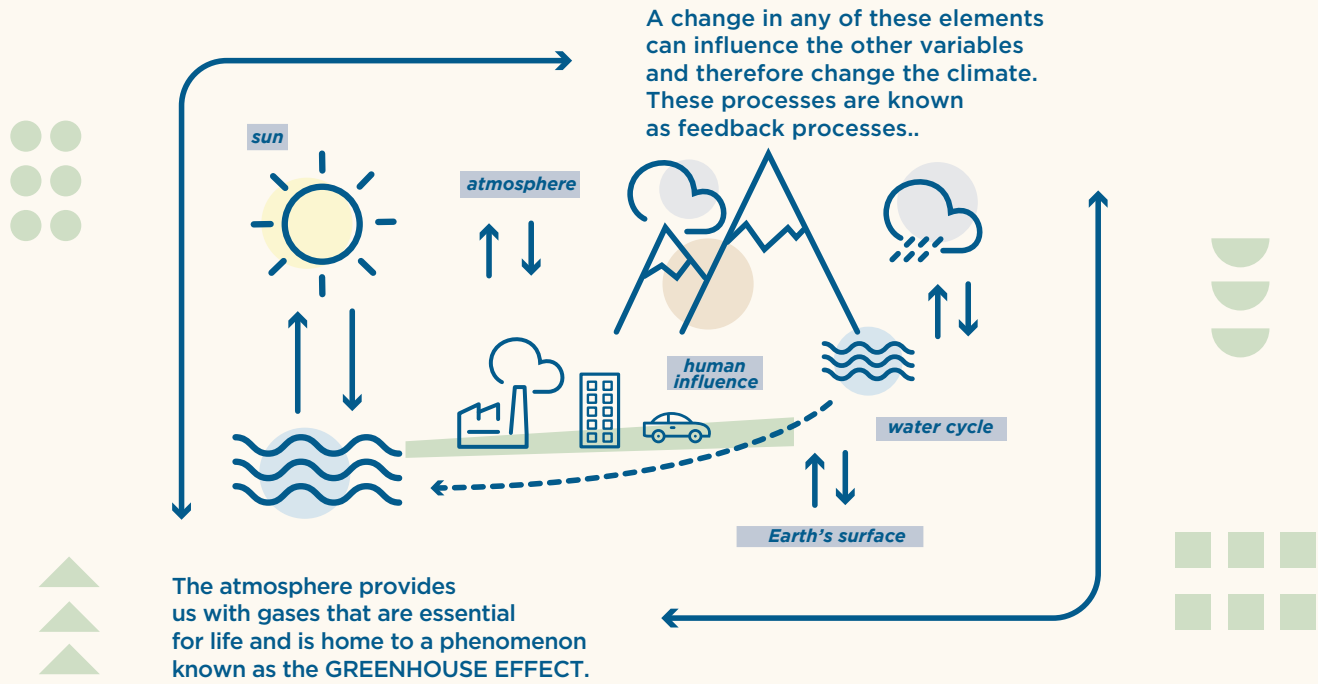 A change in any of these elements
can influence the other variables
and therefore change the climate.
These processes are known
as feedback processes..
sun
atmosphere
human
influence
water cycle
Earth's surface
The atmosphere provides
us with gases that are essential
for life and is home to a phenomenon
known as the GREENHOUSE EFFECT.